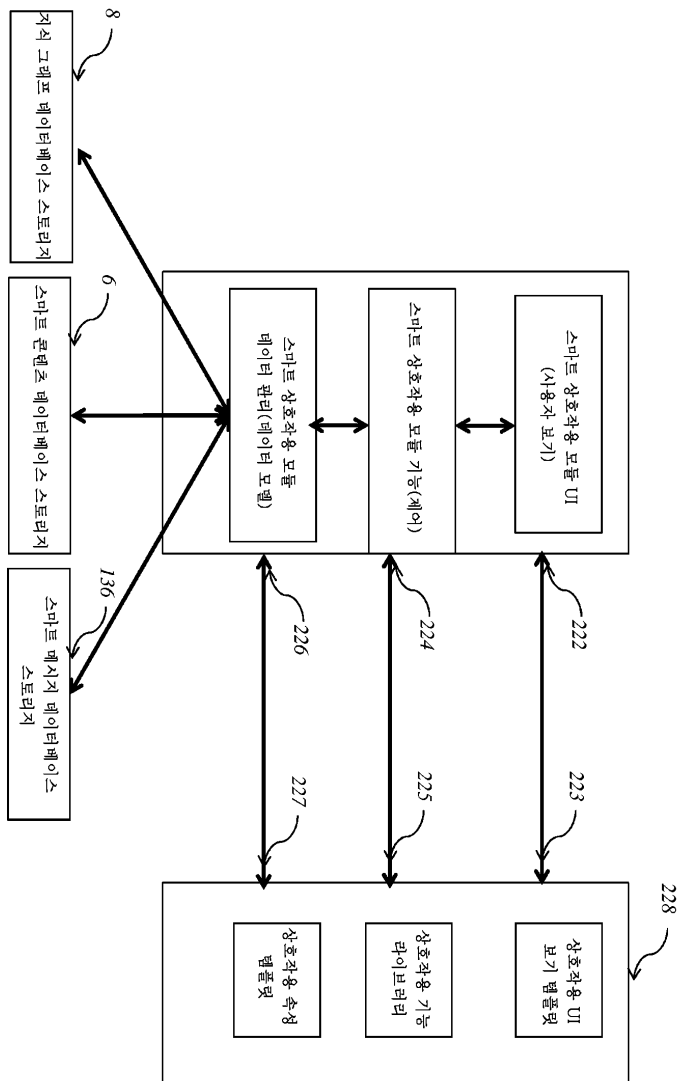 228
스마트 상호작용 모듈 UI
(사용자 보기)
222
223
상호작용 UI
보기 템플릿
스마트 상호작용 모듈 기능(제어)
224
225
상호작용 기능
라이브러리
스마트 상호작용 모듈
데이터 관리(데이터 모델)
226
227
상호작용 속성
템플릿
8
6
136
지식 그래프 데이터베이스 스토리지
스마트 콘텐츠 데이터베이스 스토리지
스마트 메시지 데이터베이스
스토리지